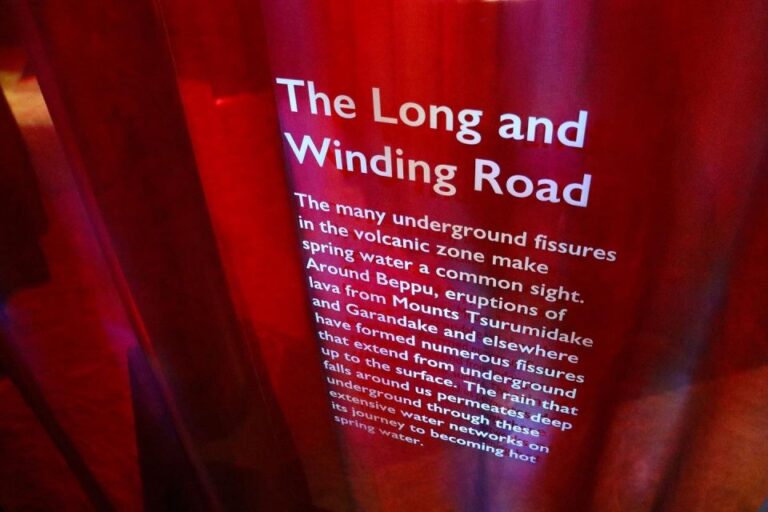 The Long and
Winding Road
The many underground fissures
in the volcanic zone make
spring water a common sight.
Around Beppu, eruptions of
lava from Mounts Tsurumidake
and Garandake and elsewhere
have formed numerous fissures
that extend from underground
up to the surface. The rain that
falls around us permeates deep
underground through these
extensive water networks on
its journey to becoming hot
spring water.